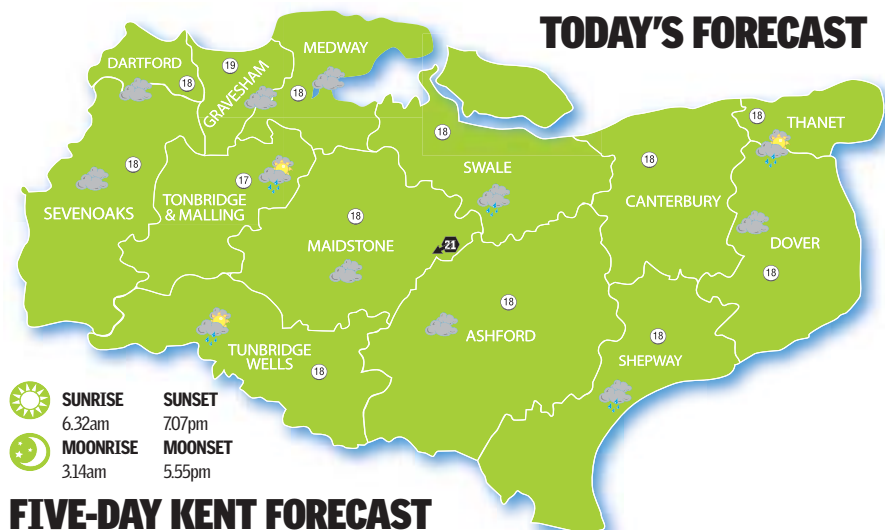 TODAY'S FORECAST
MEDWAY
DARTFORD
19
18
GRAVESHAM
18
THANET
18
18
SWALE
18
CANTERBURY
18
SEVENOAKS
TONBRIDGE
& MALLING
17
MAIDSTONE
18
21
DOVER
18
ASHFORD
18
SHEPWAY
18
TUNBRIDGE
WELLS
18
SUNRISE SUNSET
6.32am 7.07pm
MOONRISE MOONSET
3.14am 5.55pm
FIVE-DAY KENT FORECAST